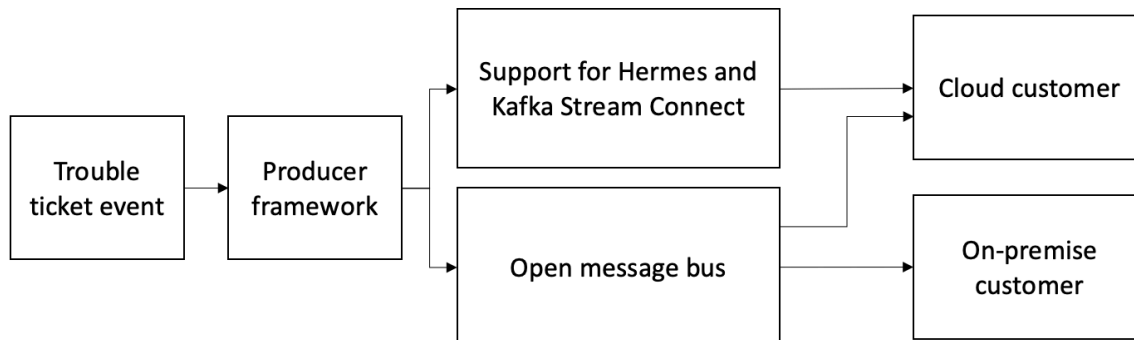 Trouble
ticket event
Producer
framework
Support for Hermes and
Kafka Stream Connect
Open message bus
Cloud customer
On-premise
customer